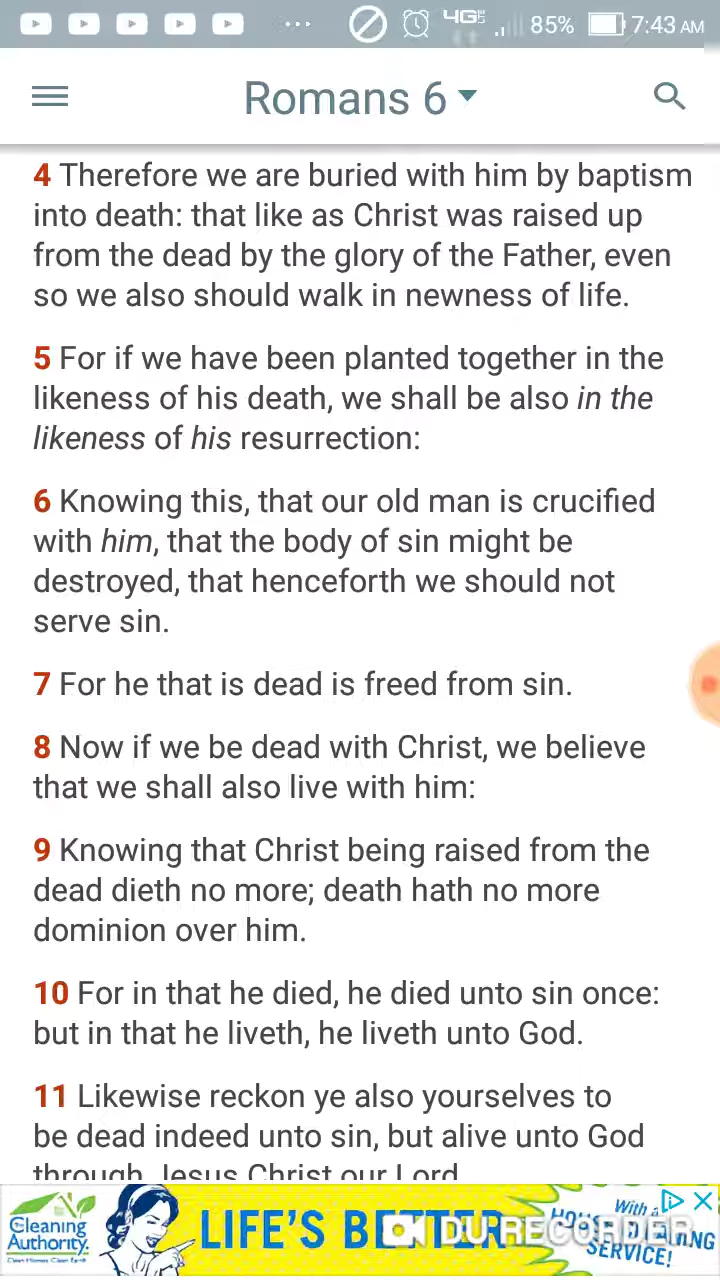 4G 85% 7:43 AM
Romans 6
4 Therefore we are buried with him by baptism
into death: that like as Christ was raised up
from the dead by the glory of the Father, even
so we also should walk in newness of life.
5 For if we have been planted together in the
likeness of his death, we shall be also in the
likeness of his resurrection:
6 Knowing this, that our old man is crucified
with him, that the body of sin might be
destroyed, that henceforth we should not
serve sin.
7 For he that is dead is freed from sin.
8 Now if we be dead with Christ, we believe
that we shall also live with him:
9 Knowing that Christ being raised from the
dead dieth no more; death hath no more
dominion over him.
10 For in that he died, he died unto sin once:
but in that he liveth, he liveth unto God.
11 Likewise reckon ye also yourselves to
be dead indeed unto sin, but alive unto God
through Jesus Christ our Lord
The Cleaning
Authority
LIFE'S BETTER
DU RECORDER
With a
SERVICE!